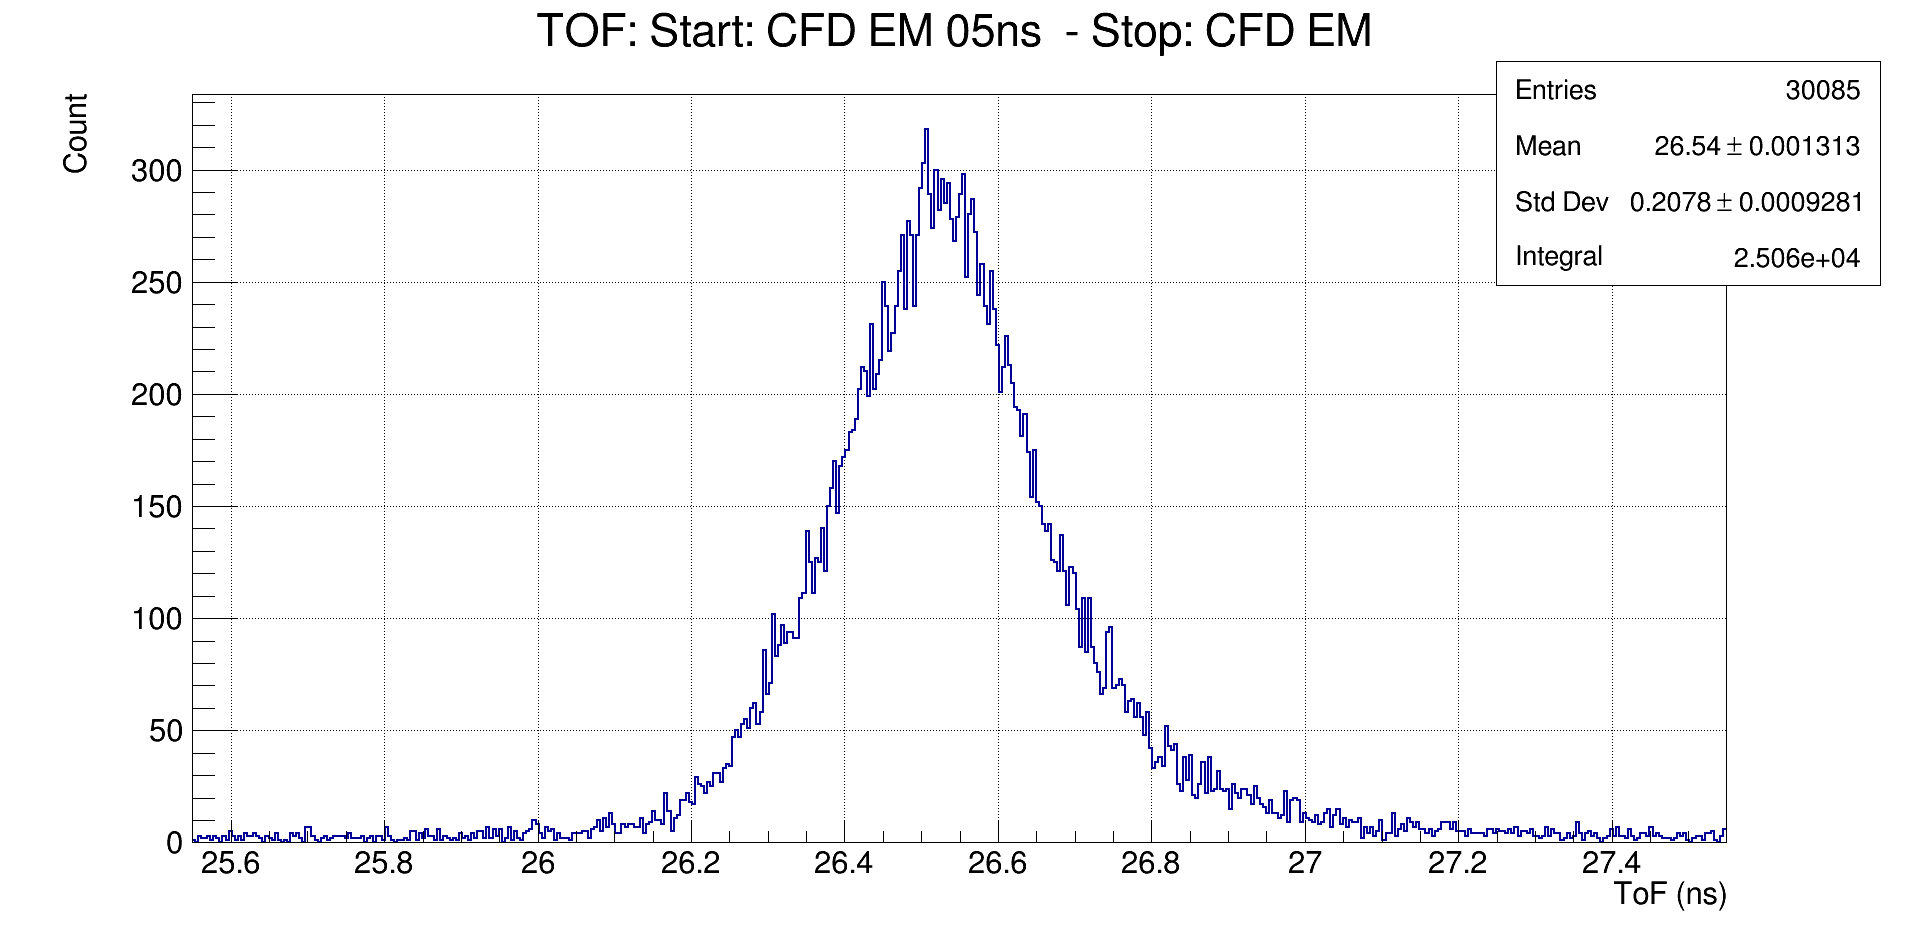 TOF: Start: CFD EM 05ns - Stop: CFD EM
Entries 30085
Mean 26.54 ± 0.001313
Std Dev 0.2078 ± 0.0009281
Integral 2.506e+04
Count
300
250
200
150
100
50
0
25.6 25.8 26 26.2 26.4 26.6 26.8 27 27.2 27.4
ToF (ns)